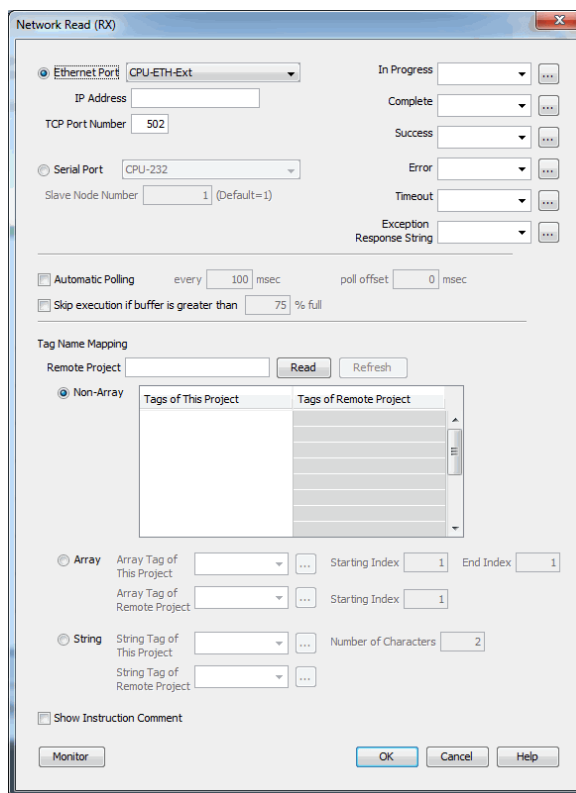 Network Read (RX)
Ethernet Port CPU-ETH-Ext
IP Address
TCP Port Number 502
Serial Port CPU-232
Slave Node Number 1 (Default=1)
In Progress ...
Complete ...
Success ...
Error ...
Timeout ...
Exception
Response String ...
Automatic Polling every 100 msec poll offset 0 msec
Skip execution if buffer is greater than 75 % full
Tag Name Mapping
Remote Project Read Refresh
Non-Array
Tags of This Project Tags of Remote Project
Array Array Tag of
This Project ... Starting Index 1 End Index 1
Array Tag of
Remote Project ... Starting Index 1
String String Tag of
This Project ... Number of Characters 2
String Tag of
Remote Project ...
Show Instruction Comment
Monitor OK Cancel Help